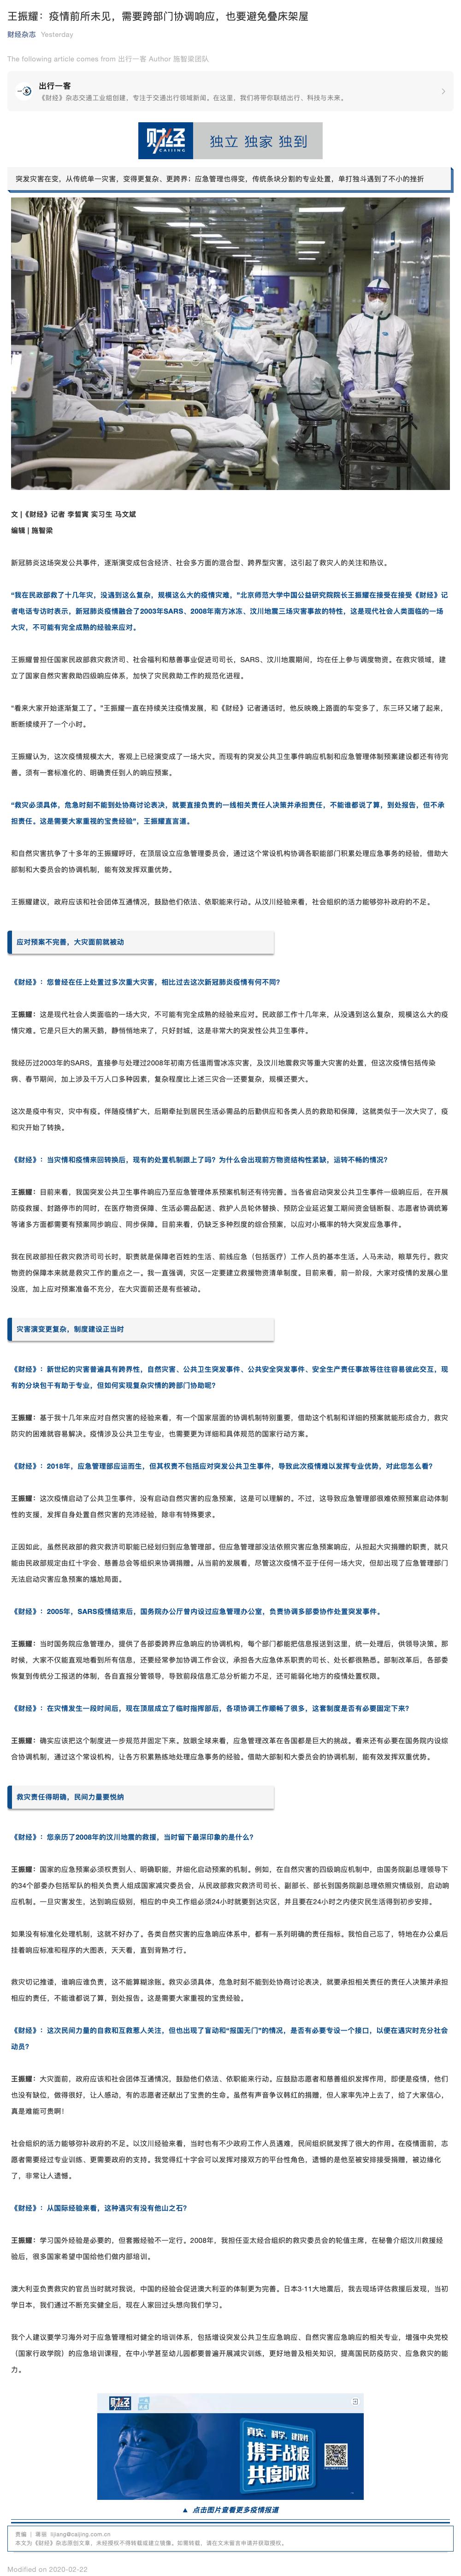 王振耀：疫情前所未见，需要跨部门协调响应，也要避免叠床架屋
财经杂志 Yesterday
The following article comes from 出行一客 Author 施智梁团队
出行一客
《财经》杂志交通工业组创建，专注于交通出行领域新闻。在这里，我们将带你联结出行、科技与未来。
财经 CAIJING 独立 独家 独到
突发灾害在变，从传统单一灾害，变得更复杂、更跨界；应急管理也得变，传统条块分割的专业处置，单打独斗遇到了不小的挫折
文 |《财经》记者 李皙寅 实习生 马文斌
编辑 | 施智梁
新冠肺炎这场突发公共事件，逐渐演变成包含经济、社会多方面的混合型、跨界型灾害，这引起了救灾人的关注和热议。
“我在民政部救了十几年灾，没遇到这么复杂，规模这么大的疫情灾难，”北京师范大学中国公益研究院院长王振耀在接受在接受《财经》记
者电话专访时表示，新冠肺炎疫情融合了2003年SARS、2008年南方冰冻、汶川地震三场灾害事故的特性，这是现代社会人类面临的一场
大灾，不可能有完全成熟的经验来应对。
王振耀曾担任国家民政部救灾救济司、社会福利和慈善事业促进司司长，SARS、汶川地震期间，均在任上参与调度物资。在救灾领域，建
立了国家自然灾害救助四级响应体系，加快了灾民救助工作的规范化进程。
“看来大家开始逐渐复工了。”王振耀一直在持续关注疫情发展，和《财经》记者通话时，他反映晚上路面的车变多了，东三环又堵了起来，
断断续续开了一个小时。
王振耀认为，这次疫情规模太大，客观上已经演变成了一场大灾。而现有的突发公共卫生事件响应机制和应急管理体制预案建设都还有待完
善。须有一套标准化的、明确责任到人的响应预案。
“救灾必须具体，危急时刻不能到处协商讨论表决，就要直接负责的一线相关责任人决策并承担责任，不能谁都说了算，到处报告，但不承
担责任。这是需要大家重视的宝贵经验”，王振耀直言道。
和自然灾害抗争了十多年的王振耀呼吁，在顶层设立应急管理委员会，通过这个常设机构协调各职能部门积累处理应急事务的经验，借助大
部制和大委员会的协调机制，能有效发挥双重优势。
王振耀建议，政府应该和社会团体互通情况，鼓励他们依法、依职能来行动。从汶川经验来看，社会组织的活力能够弥补政府的不足。
应对预案不完善，大灾面前就被动
《财经》：您曾经在任上处置过多次重大灾害，相比过去这次新冠肺炎疫情有何不同?
王振耀：这是现代社会人类面临的一场大灾，不可能有完全成熟的经验来应对。民政部工作十几年来，从没遇到这么复杂，规模这么大的疫
情灾难。它是只巨大的黑天鹅，静悄悄地来了，只好封城，这是非常大的突发性公共卫生事件。
我经历过2003年的SARS，直接参与处理过2008年初南方低温雨雪冰冻灾害，及汶川地震救灾等重大灾害的处置，但这次疫情包括传染
病、春节期间，加上涉及千万人口多种因素，复杂程度比上述三灾合一还要复杂，规模还要大。
这次是疫中有灾，灾中有疫。伴随疫情扩大，后期牵扯到居民生活必需品的后勤供应和各类人员的救助和保障，这就类似于一次大灾了，疫
和灾开始了转换。
《财经》：当灾情和疫情来回转换后，现有的处置机制跟上了吗？为什么会出现前方物资结构性紧缺，运转不畅的情况?
王振耀：目前来看，我国突发公共卫生事件响应乃至应急管理体系预案机制还有待完善。当各省启动突发公共卫生事件一级响应后，在开展
防疫救援、封路停市的同时，在医疗物资保障、生活必需品配送、救护人员轮休替换、预防企业延迟复工期间资金链断裂、志愿者协调统筹
等诸多方面都需要有预案同步响应、同步保障。目前来看，仍缺乏多种烈度的综合预案，以应对小概率的特大突发应急事件。
我在民政部担任救灾救济司司长时，职责就是保障老百姓的生活、前线应急（包括医疗）工作人员的基本生活。人马未动，粮草先行。救灾
物资的保障本来就是救灾工作的重点之一。我一直强调，灾区一定要建立救援物资清单制度。目前来看，前一阶段，大家对疫情的发展心里
没底，加上应对预案准备不充分，在大灾面前还是有些被动。
灾害演变更复杂，制度建设正当时
《财经》：新世纪的灾害普遍具有跨界性，自然灾害、公共卫生突发事件、公共安全突发事件、安全生产责任事故等往往容易彼此交互，现
有的分块包干有助于专业，但如何实现复杂灾情的跨部门协助呢？
王振耀：基于我十几年来应对自然灾害的经验来看，有一个国家层面的协调机制特别重要，借助这个机制和详细的预案就能形成合力，救灾
防灾的困难就容易解决。疫情涉及公共卫生专业，也需要更为详细和具体规范的国家行动方案。
《财经》：2018年，应急管理部应运而生，但其权责不包括应对突发公共卫生事件，导致此次疫情难以发挥专业优势，对此您怎么看?
王振耀：这次疫情启动了公共卫生事件，没有启动自然灾害的应急预案，这是可以理解的。不过，这导致应急管理部很难依照预案启动体制
性的支援，发挥自身处置自然灾害的充沛经验，除非有特殊要求。
正因如此，虽然民政部的救灾救济司职能已经划归到应急管理部。但应急管理部没法依照灾害应急预案响应，从担起大灾捐赠的职责，就只
能由民政部规定由红十字会，慈善总会等组织来协调捐赠。从当前的发展看，尽管这次疫情不亚于任何一场大灾，但却出现了应急管理部门
无法启动灾害应急预案的尴尬局面。
《财经》：2005年，SARS疫情结束后，国务院办公厅曾内设过应急管理办公室，负责协调多部委协作处置突发事件。
王振耀：当时国务院应急管理办，提供了各部委跨界应急响应的协调机构，每个部门都能把信息报送到这里，统一处理后，供领导决策。那
时候，大家不仅能直观地看到所有信息，还要经常参加协调工作会议，承担各大应急体系职责的司长、处长都很熟悉。部制改革后，各部委
恢复到传统分工报送的体制，各自直报分管领导，导致前段信息汇总分析能力不足，还可能弱化地方的疫情处置权限。
《财经》：在灾情发生一段时间后，现在顶层成立了临时指挥部后，各项协调工作顺畅了很多，这套制度是否有必要固定下来?
王振耀：确实应该把这个制度进一步规范并固定下来。放眼全球来看，应急管理改革在各国都是巨大的挑战。看来还有必要在国务院内设综
合协调机制，通过这个常设机构，让各方积累熟练地处理应急事务的经验。借助大部制和大委员会的协调机制，能有效发挥双重优势。
救灾责任得明确，民间力量要悦纳
《财经》：您亲历了2008年的汶川地震的救援，当时留下最深印象的是什么?
王振耀：国家的应急预案必须权责到人、明确职能，并细化启动预案的机制。例如，在自然灾害的四级响应机制中，由国务院副总理领导下
的34个部委办包括军队的相关负责人组成国家减灾委员会，从民政部救灾救济司司长、副部长、部长到国务院副总理依照灾情级别，启动响
应机制。一旦灾害发生，达到响应级别，相应的中央工作组必须24小时就要到达灾区，并且要在24小时之内使灾民生活得到初步安排。
如果没有标准化处理机制，这就不好办了。各类自然灾害的应急响应体系中，都有一系列明确的责任指标。我怕自己忘了，特地在办公桌后
挂着响应标准和程序的大图表，天天看，直到背熟才行。
救灾切记推诿，谁响应谁负责，这不能算糊涂账。救灾必须具体，危急时刻不能到处协商讨论表决，就要承担相关责任的责任人决策并承担
相应的责任，不能谁都说了算，到处报告。这是需要大家重视的宝贵经验。
《财经》：这次民间力量的自救和互救惹人关注，但也出现了盲动和“报国无门”的情况，是否有必要专设一个接口，以便在遇灾时充分社会
动员?
王振耀：大灾面前，政府应该和社会团体互通情况，鼓励他们依法、依职能来行动。应鼓励志愿者和慈善组织发挥作用，即便是疫情，他们
也没有缺位，做得很好，让人感动，有的志愿者还献出了宝贵的生命。虽然有声音争议韩红的捐赠，但人家率先冲上去了，给了大家信心，
真是难能可贵啊！
社会组织的活力能够弥补政府的不足。以汶川经验来看，当时也有不少政府工作人员遇难，民间组织就发挥了很大的作用。在疫情面前，志
愿者需要经过专业训练、更需要政府的支持。我觉得红十字会可以发挥对接双方的平台性角色，遗憾的是他至被安排接受捐赠，被边缘化
了，非常让人遗憾。
《财经》：从国际经验来看，这种遇灾有没有他山之石?
王振耀：学习国外经验是必要的，但套搬经验不一定行。2008年，我担任亚太经合组织的救灾委员会的轮值主席，在秘鲁介绍汶川救援经
验后，很多国家希望中国给他们做内部培训。
澳大利亚负责救灾的官员当时就对我说，中国的经验会促进澳大利亚的体制更为完善。日本3·11大地震后，我去现场评估救援后发现，当初
学日本，我们通过不断充实健全后，现在人家回过头想向我们学习。
我个人建议要学习海外对于应急管理相对健全的培训体系，包括增设突发公共卫生应急响应、自然灾害应急响应的相关专业，增强中央党校
（国家行政学院）的应急培训课程，在中小学甚至幼儿园都要普遍开展减灾训练，更好地普及相关知识，提高国民防疫防灾、应急救灾的能
力。
财经
真实、科学、建设性
携手战疫
共度时艰
▲ 点击图片查看更多疫情报道
责编 | 蒋丽 lijiang@caijing.com.cn
本文为《财经》杂志原创文章，未经授权不得转载或建立镜像。如需转载，请在文末留言申请并获取授权。
Modified on 2020-02-22